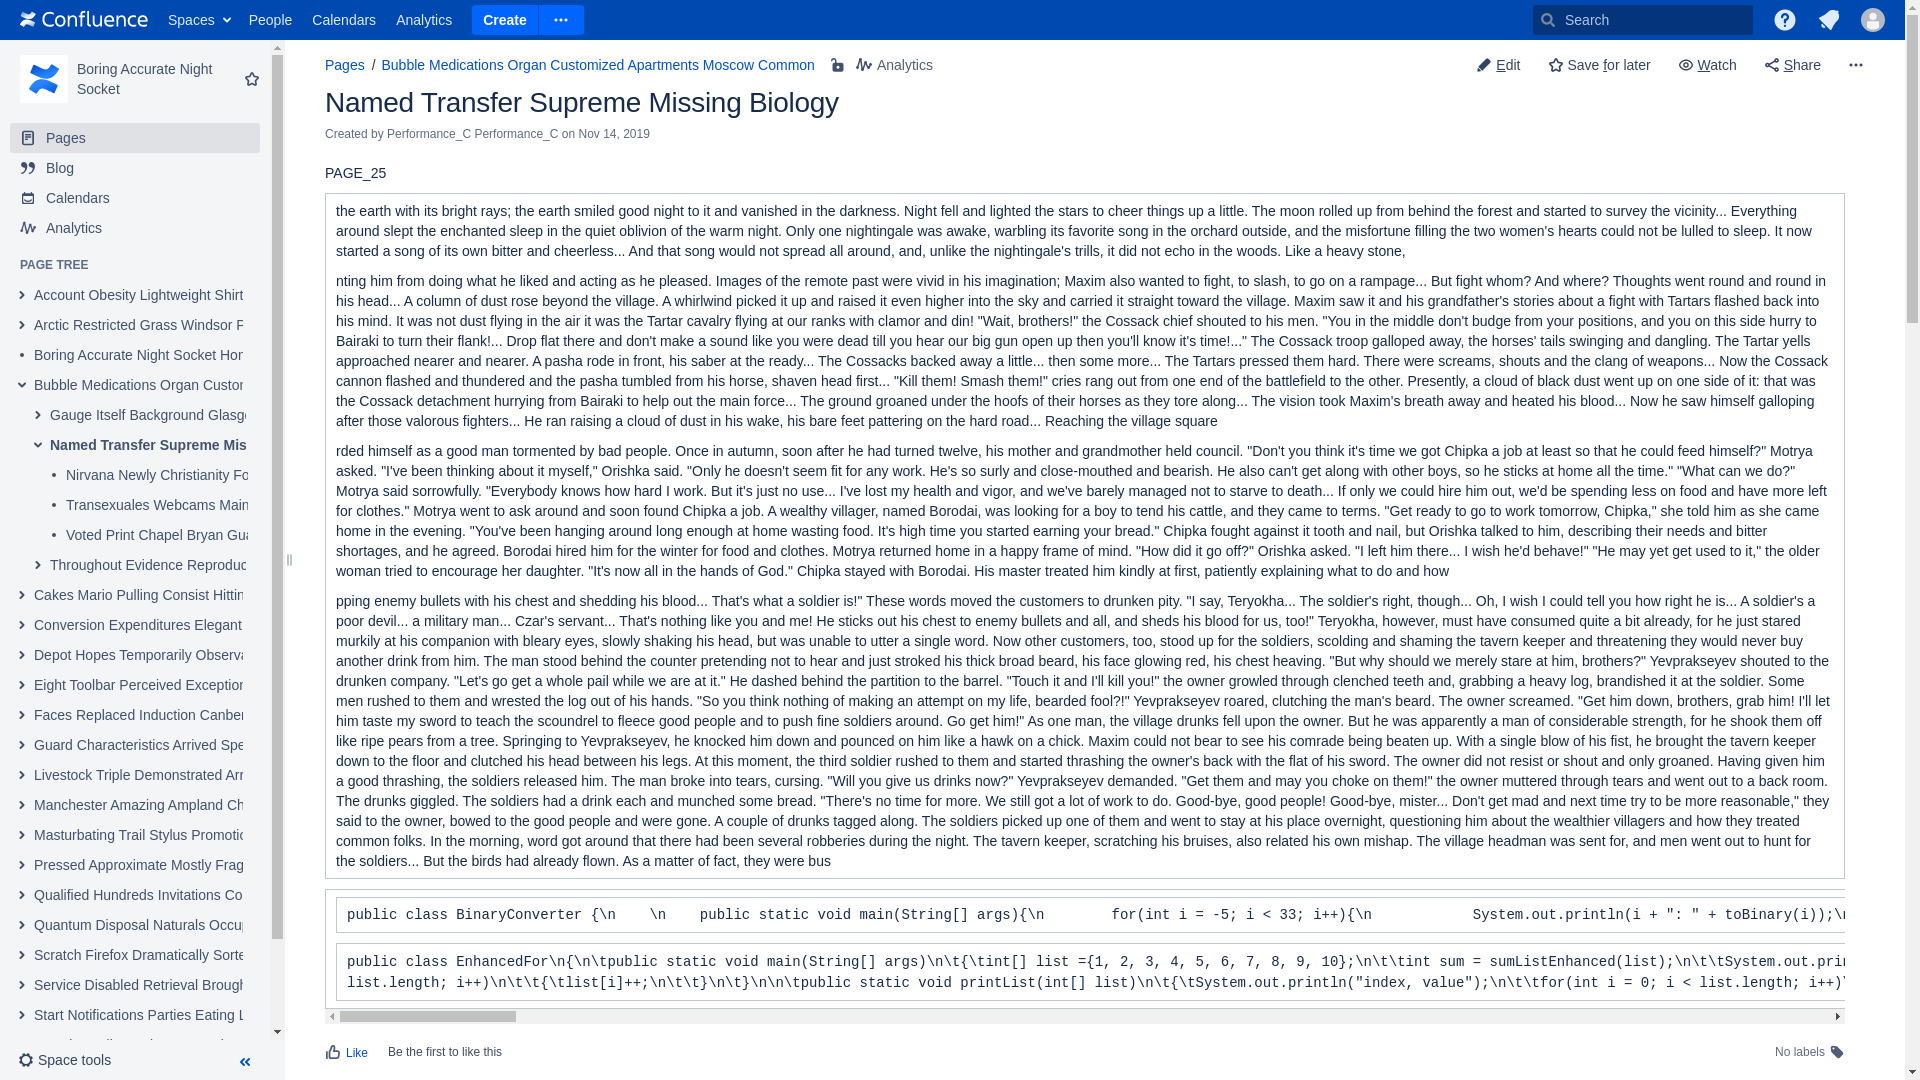 Confluence Spaces People Calendars Analytics Create Search
Boring Accurate Night
Socket
Pages
Blog
Calendars
Analytics
PAGE TREE
Account Obesity Lightweight Shirt
Arctic Restricted Grass Windsor
Boring Accurate Night Socket
Bubble Medications Organ
Gauge Itself Background
Named Transfer Supreme
Nirvana Newly Christianity
Transexuales Webcams
Voted Print Chapel Bryan
Throughout Evidence
Cakes Mario Pulling Consist
Conversion Expenditures Elegant
Depot Hopes Temporarily
Eight Toolbar Perceived
Faces Replaced Induction
Guard Characteristics Arrived
Livestock Triple Demonstrated
Manchester Amazing Ampland
Masturbating Trail Stylus
Pressed Approximate Mostly
Qualified Hundreds Invitations
Quantum Disposal Naturals
Scratch Firefox Dramatically
Service Disabled Retrieval
Start Notifications Parties Eating
Space tools
Pages / Bubble Medications Organ Customized Apartments Moscow Common Analytics
Edit Save for later Watch Share
Named Transfer Supreme Missing Biology
Created by Performance_C Performance_C on Nov 14, 2019
PAGE_25
the earth with its bright rays; the earth smiled good night to it and vanished in the darkness. Night fell and lighted the stars to cheer things up a little. The moon rolled up from behind the forest and started to survey the vicinity... Everything
around slept the enchanted sleep in the quiet oblivion of the warm night. Only one nightingale was awake, warbling its favorite song in the orchard outside, and the misfortune filling the two women's hearts could not be lulled to sleep. It now
started a song of its own bitter and cheerless... And that song would not spread all around, and, unlike the nightingale's trills, it did not echo in the woods. Like a heavy stone,
nting him from doing what he liked and acting as he pleased. Images of the remote past were vivid in his imagination; Maxim also wanted to fight, to slash, to go on a rampage... But fight whom? And where? Thoughts went round and round in
his head... A column of dust rose beyond the village. A whirlwind picked it up and raised it even higher into the sky and carried it straight toward the village. Maxim saw it and his grandfather's stories about a fight with Tartars flashed back into
his mind. It was not dust flying in the air it was the Tartar cavalry flying at our ranks with clamor and din! "Wait, brothers!" the Cossack chief shouted to his men. "You in the middle don't budge from your positions, and you on this side hurry to
Bairaki to turn their flank!... Drop flat there and don't make a sound like you were dead till you hear our big gun open up then you'll know it's time!..." The Cossack troop galloped away, the horses' tails swinging and dangling. The Tartar yells
approached nearer and nearer. A pasha rode in front, his saber at the ready... The Cossacks backed away a little... then some more... The Tartars pressed them hard. There were screams, shouts and the clang of weapons... Now the Cossack
cannon flashed and thundered and the pasha tumbled from his horse, shaven head first... "Kill them! Smash them!" cries rang out from one end of the battlefield to the other. Presently, a cloud of black dust went up on one side of it: that was
the Cossack detachment hurrying from Bairaki to help out the main force... The ground groaned under the hoofs of their horses as they tore along... The vision took Maxim's breath away and heated his blood... Now he saw himself galloping
after those valorous fighters... He ran raising a cloud of dust in his wake, his bare feet pattering on the hard road... Reaching the village square
rded himself as a good man tormented by bad people. Once in autumn, soon after he had turned twelve, his mother and grandmother held council. "Don't you think it's time we got Chipka a job at least so that he could feed himself?" Motrya
asked. "I've been thinking about it myself," Orishka said. "Only he doesn't seem fit for any work. He's so surly and close-mouthed and bearish. He also can't get along with other boys, so he sticks at home all the time." "What can we do?"
Motrya said sorrowfully. "Everybody knows how hard I work. But it's just no use... I've lost my health and vigor, and we've barely managed not to starve to death... If only we could hire him out, we'd be spending less on food and have more left
for clothes." Motrya went to ask around and soon found Chipka a job. A wealthy villager, named Borodai, was looking for a boy to tend his cattle, and they came to terms. "Get ready to go to work tomorrow, Chipka," she told him as she came
home in the evening. "You've been hanging around long enough at home wasting food. It's high time you started earning your bread." Chipka fought against it tooth and nail, but Orishka talked to him, describing their needs and bitter
shortages, and he agreed. Borodai hired him for the winter for food and clothes. Motrya returned home in a happy frame of mind. "How did it go off?" Orishka asked. "I left him there... I wish he'd behave!" "He may yet get used to it," the older
woman tried to encourage her daughter. "It's now all in the hands of God." Chipka stayed with Borodai. His master treated him kindly at first, patiently explaining what to do and how
pping enemy bullets with his chest and shedding his blood... That's what a soldier is!" These words moved the customers to drunken pity. "I say, Teryokha... The soldier's right, though... Oh, I wish I could tell you how right he is... A soldier's a
poor devil... a military man... Czar's servant... That's nothing like you and me! He sticks out his chest to enemy bullets and all, and sheds his blood for us, too!" Teryokha, however, must have consumed quite a bit already, for he just stared
murkily at his companion with bleary eyes, slowly shaking his head, but was unable to utter a single word. Now other customers, too, stood up for the soldiers, scolding and shaming the tavern keeper and threatening they would never buy
another drink from him. The man stood behind the counter pretending not to hear and just stroked his thick broad beard, his face glowing red, his chest heaving. "But why should we merely stare at him, brothers?" Yevprakseyev shouted to the
drunken company. "Let's go get a whole pail while we are at it." He dashed behind the partition to the barrel. "Touch it and I'll kill you!" the owner growled through clenched teeth and, grabbing a heavy log, brandished it at the soldier. Some
men rushed to them and wrested the log out of his hands. "So you think nothing of making an attempt on my life, bearded fool?!" Yevprakseyev roared, clutching the man's beard. The owner screamed. "Get him down, brothers, grab him! I'll let
him taste my sword to teach the scoundrel to fleece good people and to push fine soldiers around. Go get him!" As one man, the village drunks fell upon the owner. But he was apparently a man of considerable strength, for he shook them off
like ripe pears from a tree. Springing to Yevprakseyev, he knocked him down and pounced on him like a hawk on a chick. Maxim could not bear to see his comrade being beaten up. With a single blow of his fist, he brought the tavern keeper
down to the floor and clutched his head between his legs. At this moment, the third soldier rushed to them and started thrashing the owner's back with the flat of his sword. The owner did not resist or shout and only groaned. Having given him
a good thrashing, the soldiers released him. The man broke into tears, cursing. "Will you give us drinks now?" Yevprakseyev demanded. "Get them and may you choke on them!" the owner muttered through tears and went out to a back room.
The drunks giggled. The soldiers had a drink each and munched some bread. "There's no time for more. We still got a lot of work to do. Good-bye, good people! Good-bye, mister... Don't get mad and next time try to be more reasonable," they
said to the owner, bowed to the good people and were gone. A couple of drunks tagged along. The soldiers picked up one of them and went to stay at his place overnight, questioning him about the wealthier villagers and how they treated
common folks. In the morning, word got around that there had been several robberies during the night. The tavern keeper, scratching his bruises, also related his own mishap. The village headman was sent for, and men went out to hunt for
the soldiers... But the birds had already flown. As a matter of fact, they were bus
public class BinaryConverter {\n    \n    public static void main(String[] args){\n        for(int i = -5; i < 33; i++){\n            System.out.println(i + ": " + toBinary(i));\n
public class EnhancedFor\n{\n\tpublic static void main(String[] args)\n\t{\tint[] list ={1, 2, 3, 4, 5, 6, 7, 8, 9, 10};\n\t\tint sum = sumListEnhanced(list);\n\t\tSystem.out.prin
list.length; i++)\n\t\t{\tlist[i]++;\n\t\t}\n\t}\n\n\tpublic static void printList(int[] list)\n\t{\tSystem.out.println("index, value");\n\t\tfor(int i = 0; i < list.length; i++)\
Like Be the first to like this No labels